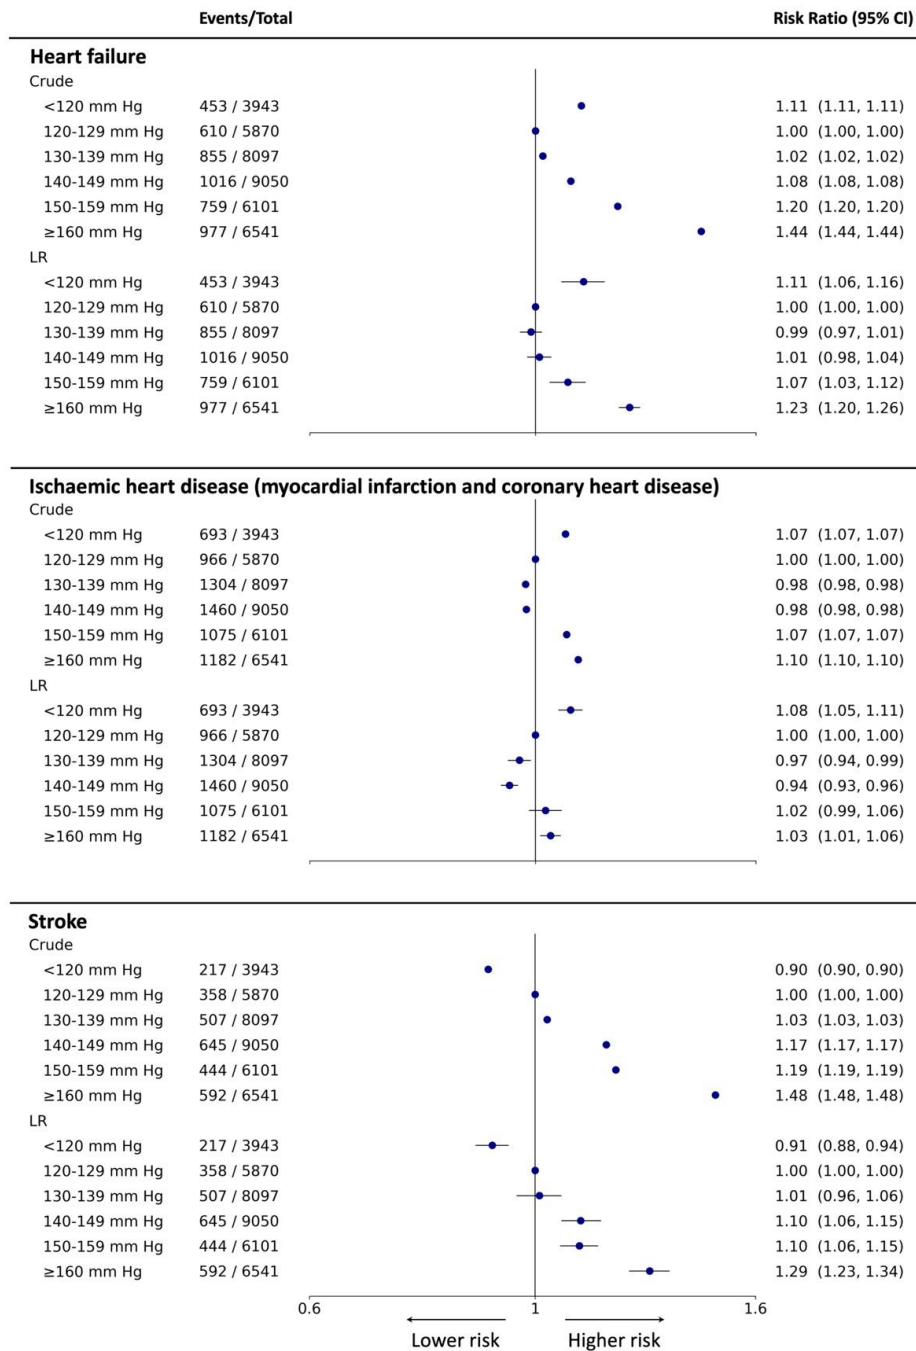 Events/Total Risk Ratio (95% CI)
Heart failure
Crude
<120 mm Hg 453 / 3943 1.11 (1.11, 1.11)
120-129 mm Hg 610 / 5870 1.00 (1.00, 1.00)
130-139 mm Hg 855 / 8097 1.02 (1.02, 1.02)
140-149 mm Hg 1016 / 9050 1.08 (1.08, 1.08)
150-159 mm Hg 759 / 6101 1.20 (1.20, 1.20)
≥160 mm Hg 977 / 6541 1.44 (1.44, 1.44)
LR
<120 mm Hg 453 / 3943 1.11 (1.06, 1.16)
120-129 mm Hg 610 / 5870 1.00 (1.00, 1.00)
130-139 mm Hg 855 / 8097 0.99 (0.97, 1.01)
140-149 mm Hg 1016 / 9050 1.01 (0.98, 1.04)
150-159 mm Hg 759 / 6101 1.07 (1.03, 1.12)
≥160 mm Hg 977 / 6541 1.23 (1.20, 1.26)
Ischaemic heart disease (myocardial infarction and coronary heart disease)
Crude
<120 mm Hg 693 / 3943 1.07 (1.07, 1.07)
120-129 mm Hg 966 / 5870 1.00 (1.00, 1.00)
130-139 mm Hg 1304 / 8097 0.98 (0.98, 0.98)
140-149 mm Hg 1460 / 9050 0.98 (0.98, 0.98)
150-159 mm Hg 1075 / 6101 1.07 (1.07, 1.07)
≥160 mm Hg 1182 / 6541 1.10 (1.10, 1.10)
LR
<120 mm Hg 693 / 3943 1.08 (1.05, 1.11)
120-129 mm Hg 966 / 5870 1.00 (1.00, 1.00)
130-139 mm Hg 1304 / 8097 0.97 (0.94, 0.99)
140-149 mm Hg 1460 / 9050 0.94 (0.93, 0.96)
150-159 mm Hg 1075 / 6101 1.02 (0.99, 1.06)
≥160 mm Hg 1182 / 6541 1.03 (1.01, 1.06)
Stroke
Crude
<120 mm Hg 217 / 3943 0.90 (0.90, 0.90)
120-129 mm Hg 358 / 5870 1.00 (1.00, 1.00)
130-139 mm Hg 507 / 8097 1.03 (1.03, 1.03)
140-149 mm Hg 645 / 9050 1.17 (1.17, 1.17)
150-159 mm Hg 444 / 6101 1.19 (1.19, 1.19)
≥160 mm Hg 592 / 6541 1.48 (1.48, 1.48)
LR
<120 mm Hg 217 / 3943 0.91 (0.88, 0.94)
120-129 mm Hg 358 / 5870 1.00 (1.00, 1.00)
130-139 mm Hg 507 / 8097 1.01 (0.96, 1.06)
140-149 mm Hg 645 / 9050 1.10 (1.06, 1.15)
150-159 mm Hg 444 / 6101 1.10 (1.06, 1.15)
≥160 mm Hg 592 / 6541 1.29 (1.23, 1.34)
0.6 1 1.6
Lower risk Higher risk